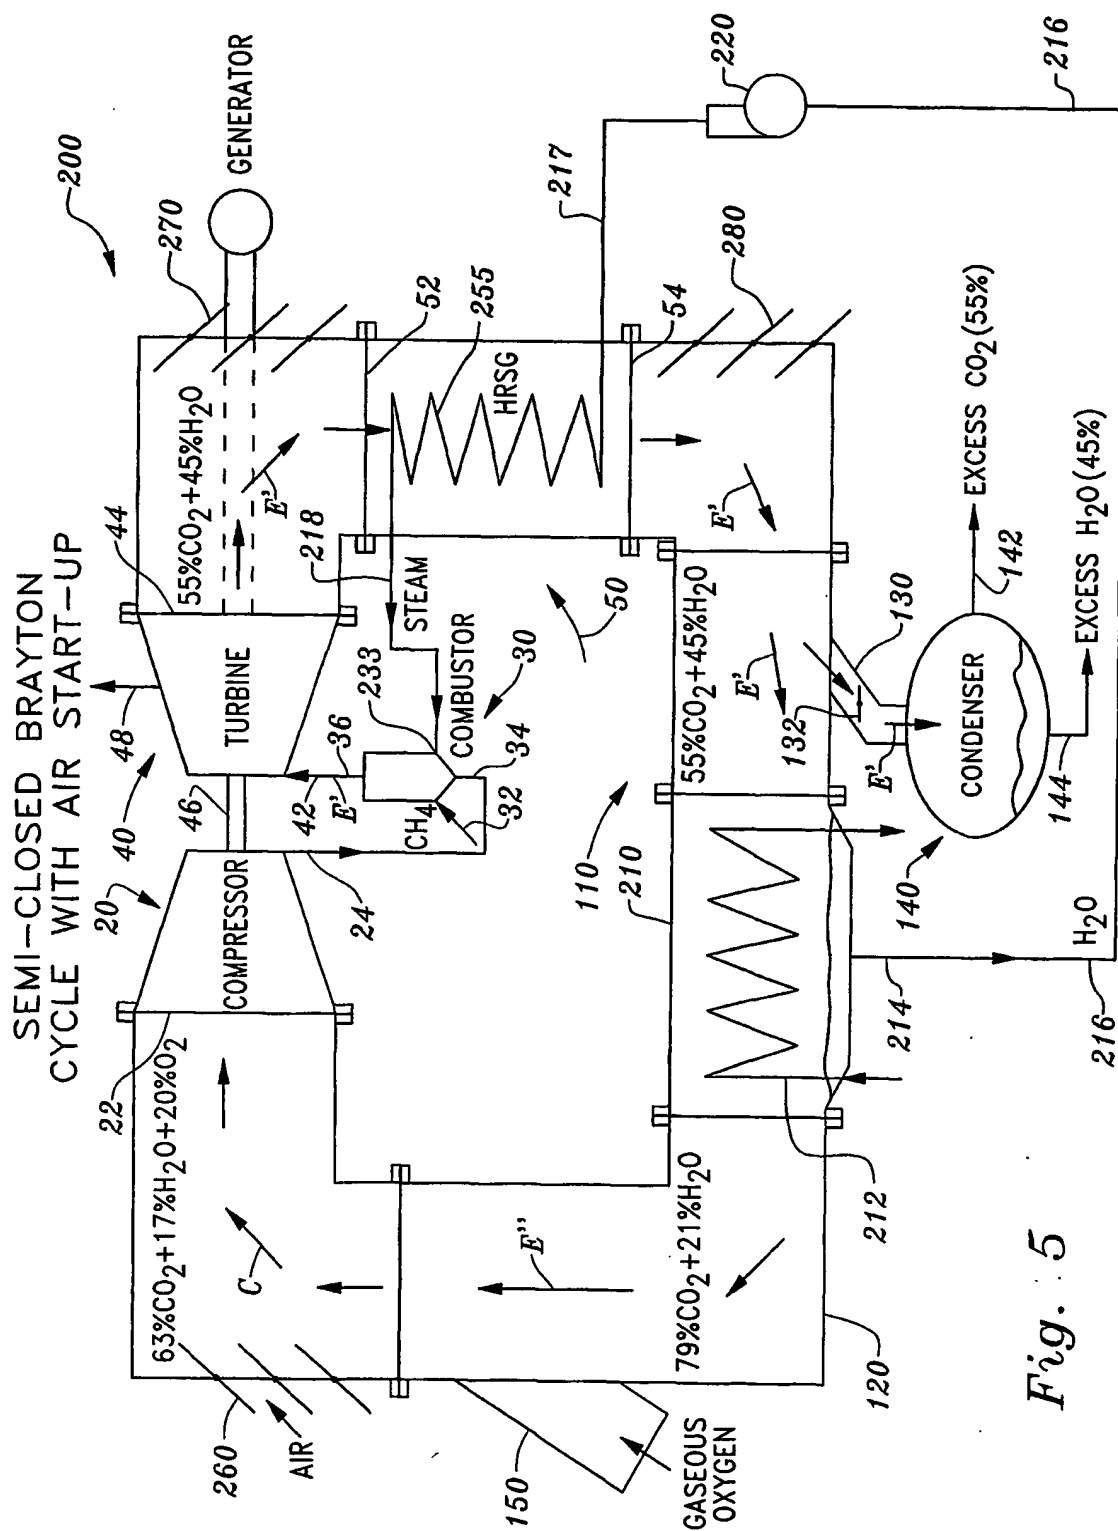 SEMI-CLOSED BRAYTON
CYCLE WITH AIR START-UP
200
GENERATOR
270
220
216
217
280
52
255
HRSG
54
55%CO2+45%H2O
E'
44
48
40
TURBINE
218
STEAM
50
46
42
E'
36
233
COMBUSTOR
30
34
CH4
32
24
20
COMPRESSOR
22
63%CO2+17%H2O+20%O2
C
260
AIR
150
GASEOUS
OXYGEN
E''
79%CO2+21%H2O
120
212
110
210
55%CO2+45%H2O
E'
E'
132
130
E'
CONDENSER
140
142
EXCESS CO2(55%)
144
EXCESS H2O(45%)
214
H2O
216
Fig. 5